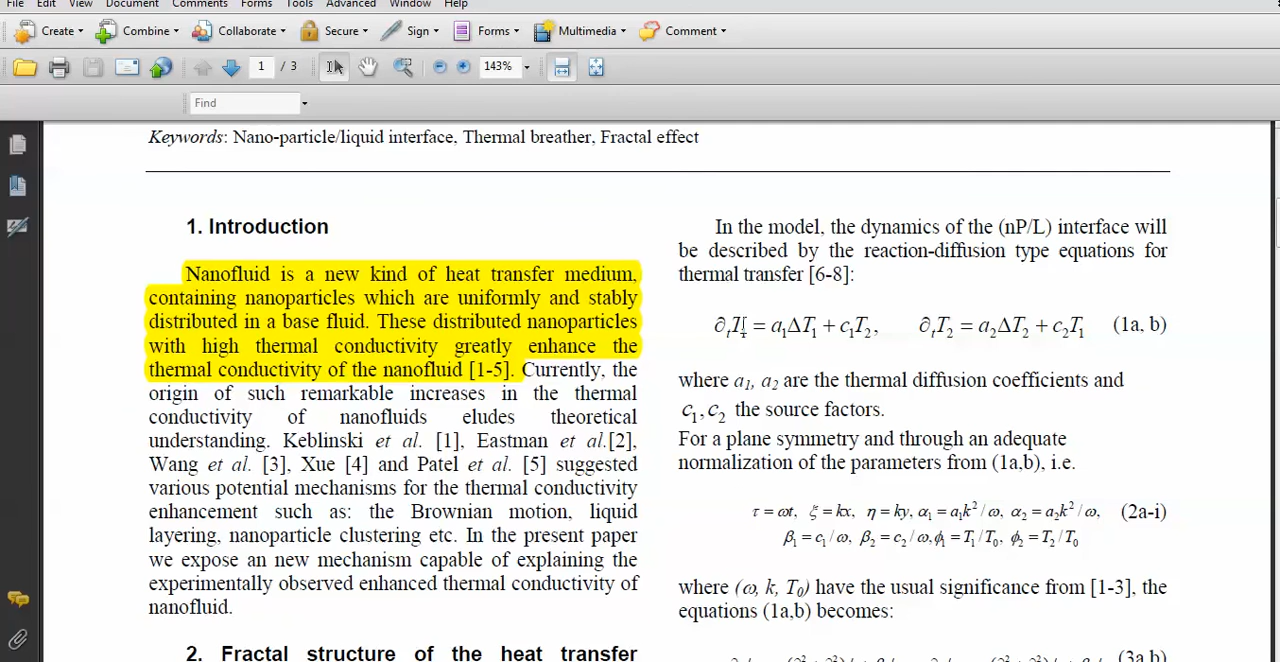 File Edit View Document Comments Forms Tools Advanced Window Help
Create Combine Collaborate Secure Sign Forms Multimedia Comment
1 / 3 143%
Find
Keywords: Nano-particle/liquid interface, Thermal breather, Fractal effect
1. Introduction
Nanofluid is a new kind of heat transfer medium,
containing nanoparticles which are uniformly and stably
distributed in a base fluid. These distributed nanoparticles
with high thermal conductivity greatly enhance the
thermal conductivity of the nanofluid [1-5]. Currently, the
origin of such remarkable increases in the thermal
conductivity of nanofluids eludes theoretical
understanding. Keblinski et al. [1], Eastman et al.[2],
Wang et al. [3], Xue [4] and Patel et al. [5] suggested
various potential mechanisms for the thermal conductivity
enhancement such as: the Brownian motion, liquid
layering, nanoparticle clustering etc. In the present paper
we expose an new mechanism capable of explaining the
experimentally observed enhanced thermal conductivity of
nanofluid.
2. Fractal structure of the heat transfer
In the model, the dynamics of the (nP/L) interface will
be described by the reaction-diffusion type equations for
thermal transfer [6-8]:
∂ₜT₁ = a₁ΔT₁ + c₁T₂, ∂ₜT₂ = a₂ΔT₂ + c₂T₁ (1a, b)
where a₁, a₂ are the thermal diffusion coefficients and
c₁, c₂ the source factors.
For a plane symmetry and through an adequate
normalization of the parameters from (1a,b), i.e.
τ = ωt, ξ = kx, η = ky, α₁ = a₁k²/ω, α₂ = a₂k²/ω, (2a-i)
β₁ = c₁/ω, β₂ = c₂/ω, ϕ₁ = T₁/T₀, ϕ₂ = T₂/T₀
where (ω, k, T₀) have the usual significance from [1-3], the
equations (1a,b) becomes:
(3a,b)